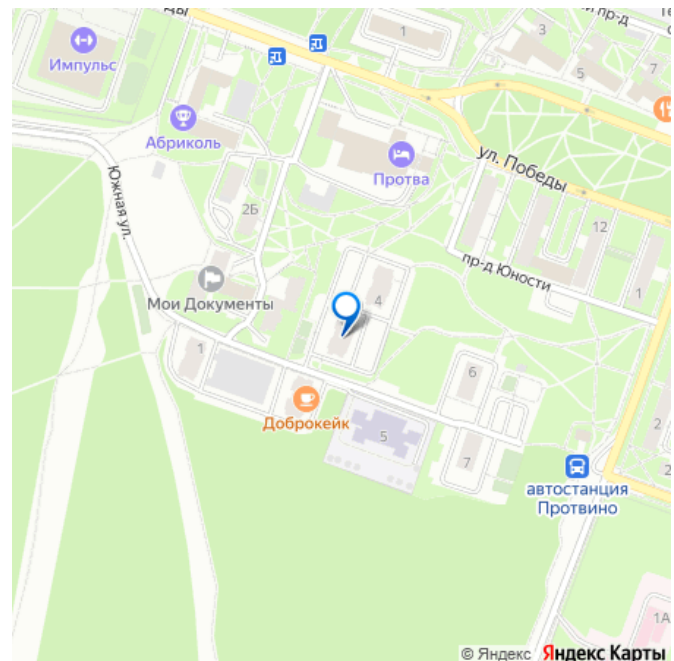 1
3
5
7
Импульс
Абриколь
Протва
ул. Победы
Южная ул.
2Б
12
пр-д Юности
Мои Документы
4
1
1
6
Доброкейк
5
7
2
автостанция
Протвино
1А
© Яндекс Яндекс Карты